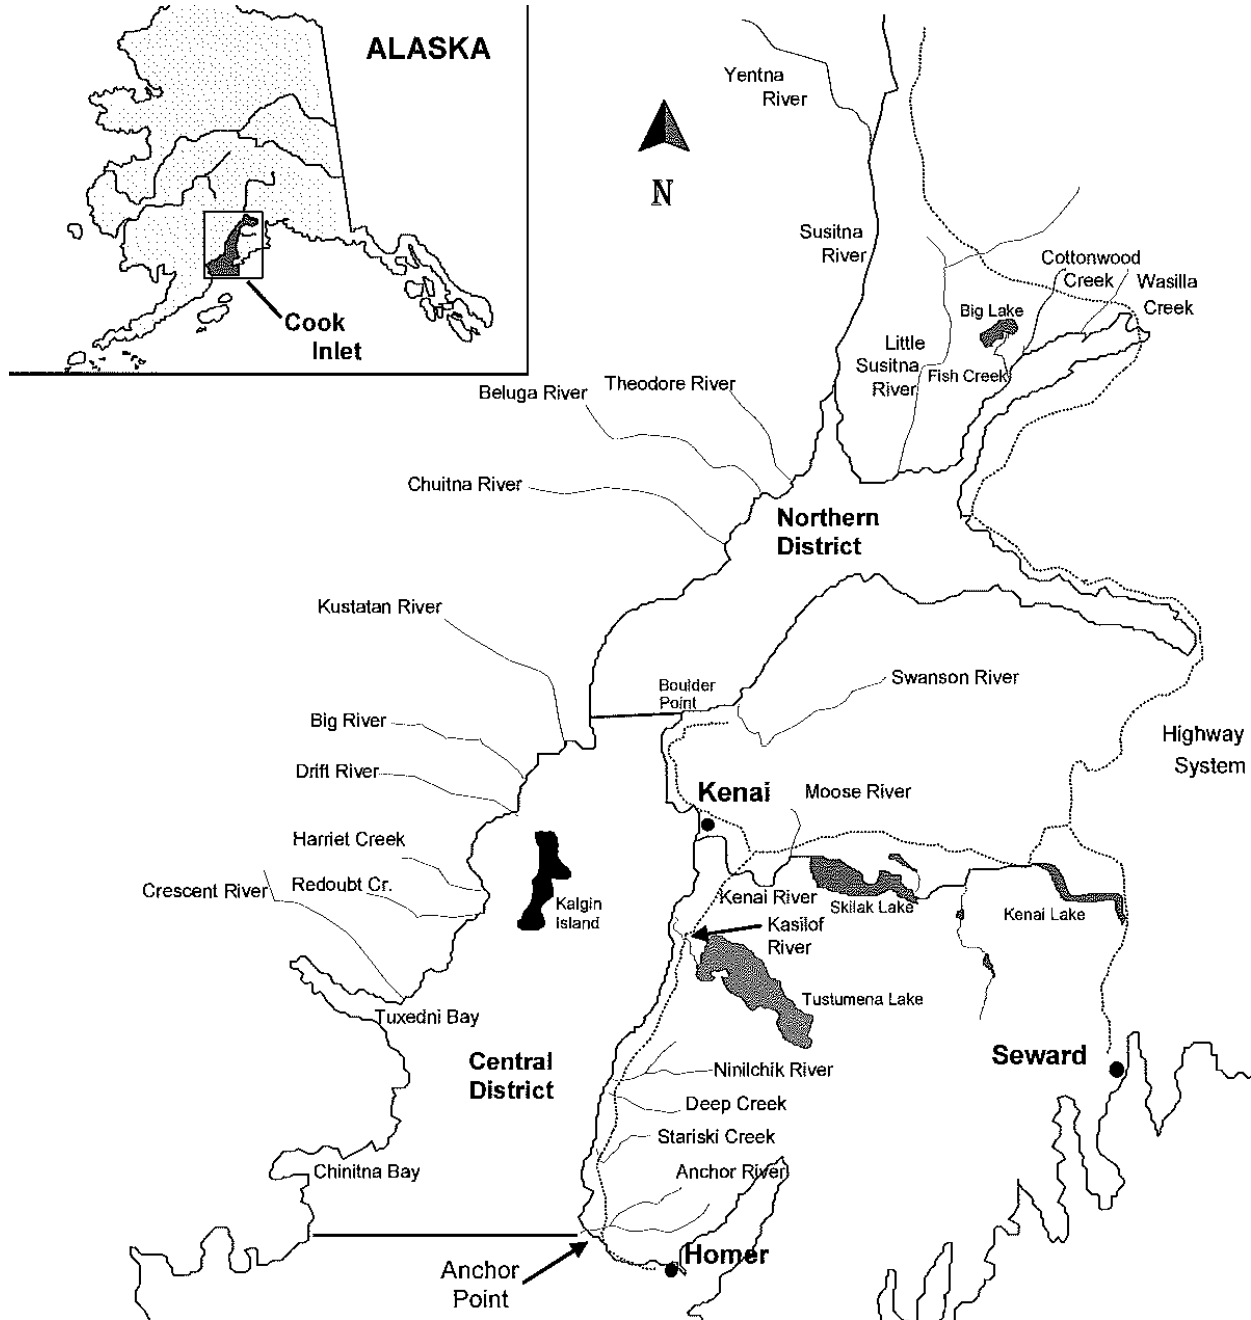 ALASKA
Cook
Inlet
Yentna
River
N
Susitna
River
Cottonwood
Creek
Wasilla
Creek
Big Lake
Little
Susitna
River
Fish Creek
Theodore River
Beluga River
Chuitna River
Northern
District
Kustatan River
Boulder
Point
Swanson River
Big River
Highway
System
Drift River
Kenai
Moose River
Harriet Creek
Crescent River
Redoubt Cr.
Kalgin
Island
Kenai River
Skilak Lake
Kenai Lake
Kasilof
River
Tustumena Lake
Tuxedni Bay
Central
District
Seward
Ninilchik River
Deep Creek
Stariski Creek
Chinitna Bay
Anchor River
Homer
Anchor
Point